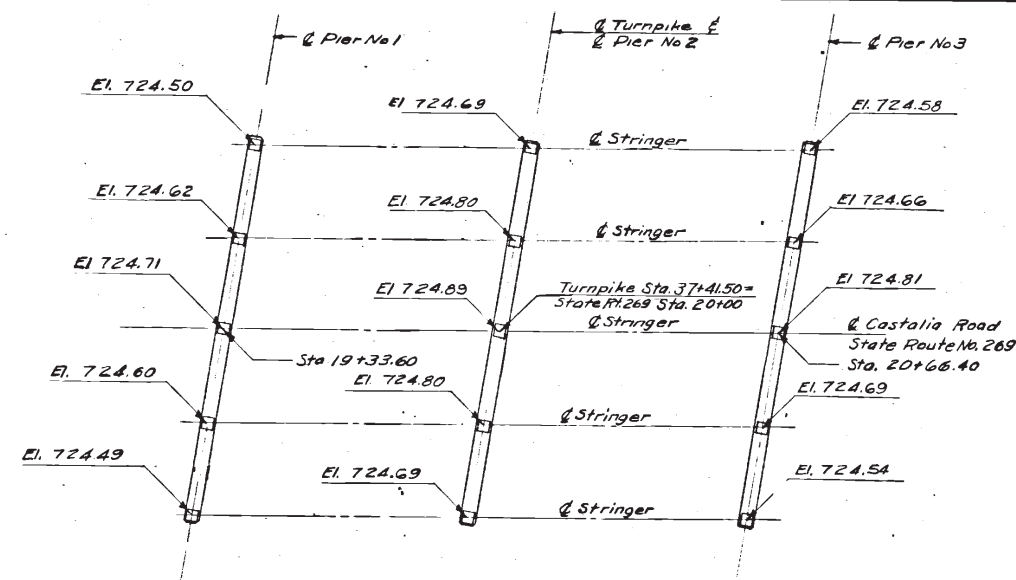 ℄ Pier No 1
℄ Turnpike &
℄ Pier No 2
℄ Pier No 3
El. 724.50
El 724.69
El. 724.58
℄ Stringer
El. 724.62
El 724.80
El 724.66
℄ Stringer
El 724.71
El 724.89
Turnpike Sta. 37+41.50=
State Rt. 269 Sta. 20+00
El 724.81
℄ Stringer
℄ Castalia Road
State Route No. 269
Sta. 20+66.40
Sta 19+33.60
El. 724.60
El 724.80
El 724.69
℄ Stringer
El. 724.49
El. 724.69
El. 724.54
℄ Stringer